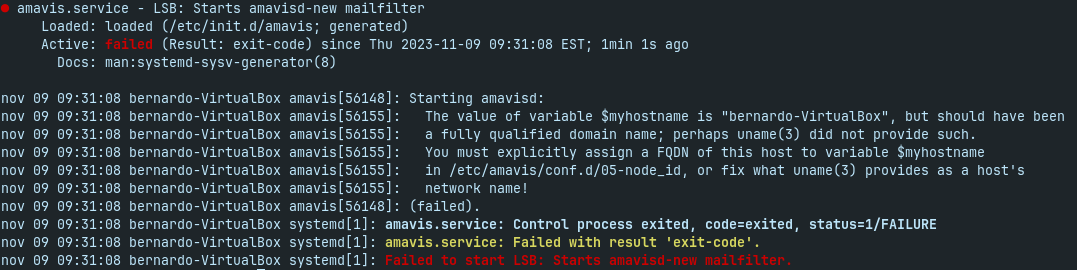 ● amavis.service - LSB: Starts amavisd-new mailfilter
Loaded: loaded (/etc/init.d/amavis; generated)
Active: failed (Result: exit-code) since Thu 2023-11-09 09:31:08 EST; 1min 1s ago
Docs: man:systemd-sysv-generator(8)
nov 09 09:31:08 bernardo-VirtualBox amavis[56148]: Starting amavisd:
nov 09 09:31:08 bernardo-VirtualBox amavis[56155]:   The value of variable $myhostname is "bernardo-VirtualBox", but should have been
nov 09 09:31:08 bernardo-VirtualBox amavis[56155]:   a fully qualified domain name; perhaps uname(3) did not provide such.
nov 09 09:31:08 bernardo-VirtualBox amavis[56155]:   You must explicitly assign a FQDN of this host to variable $myhostname
nov 09 09:31:08 bernardo-VirtualBox amavis[56155]:   in /etc/amavis/conf.d/05-node_id, or fix what uname(3) provides as a host's
nov 09 09:31:08 bernardo-VirtualBox amavis[56155]:   network name!
nov 09 09:31:08 bernardo-VirtualBox amavis[56148]: (failed).
nov 09 09:31:08 bernardo-VirtualBox systemd[1]: amavis.service: Control process exited, code=exited, status=1/FAILURE
nov 09 09:31:08 bernardo-VirtualBox systemd[1]: amavis.service: Failed with result 'exit-code'.
nov 09 09:31:08 bernardo-VirtualBox systemd[1]: Failed to start LSB: Starts amavisd-new mailfilter.